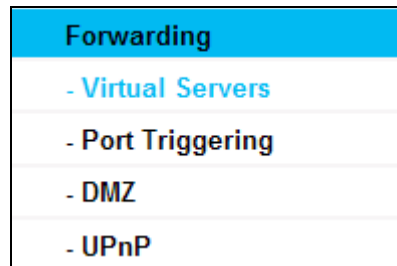 Forwarding
- Virtual Servers
- Port Triggering
- DMZ
- UPnP